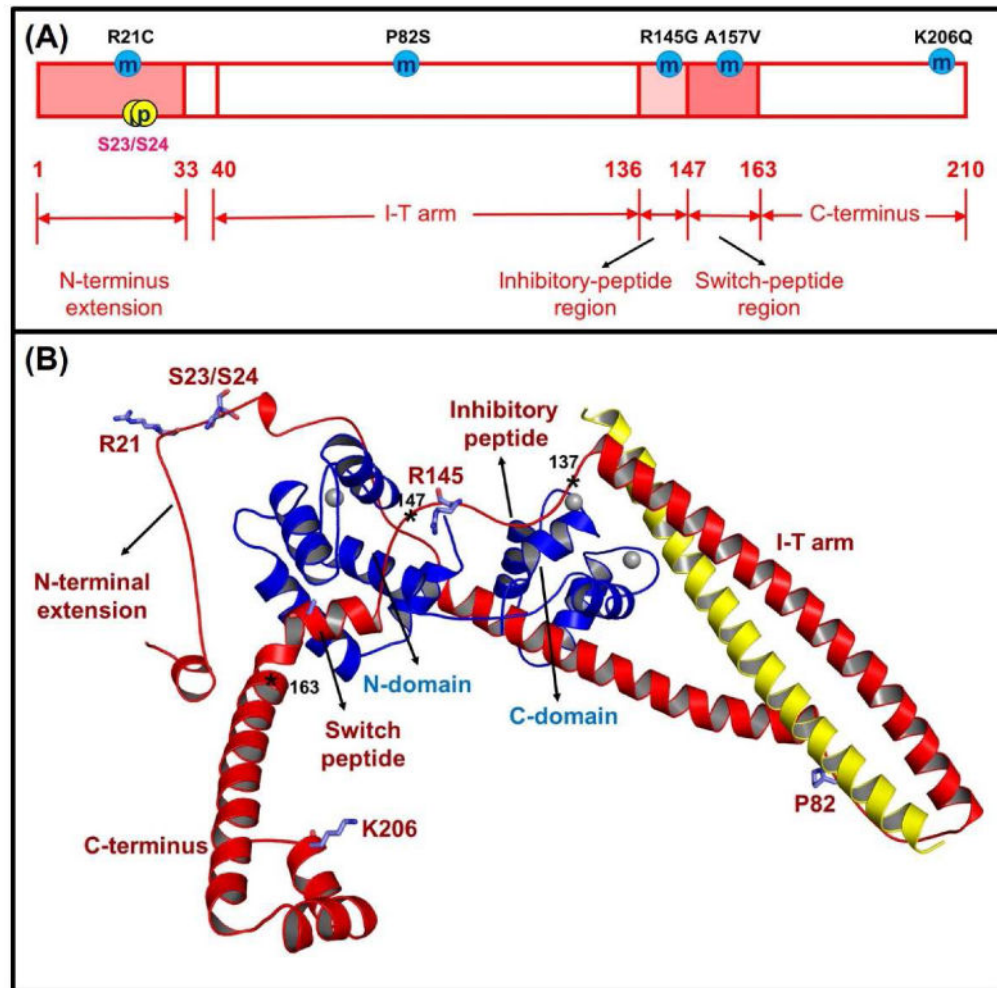 (A)
R21C P82S R145G A157V K206Q
m m m m m
p
S23/S24
1 33 40 136 147 163 210
I-T arm C-terminus
N-terminus
extension
Inhibitory-peptide
region
Switch-peptide
region
(B)
S23/S24
R21
Inhibitory
peptide
137
R145
147
I-T arm
N-terminal
extension
N-domain
163
C-domain
Switch
peptide
P82
K206
C-terminus